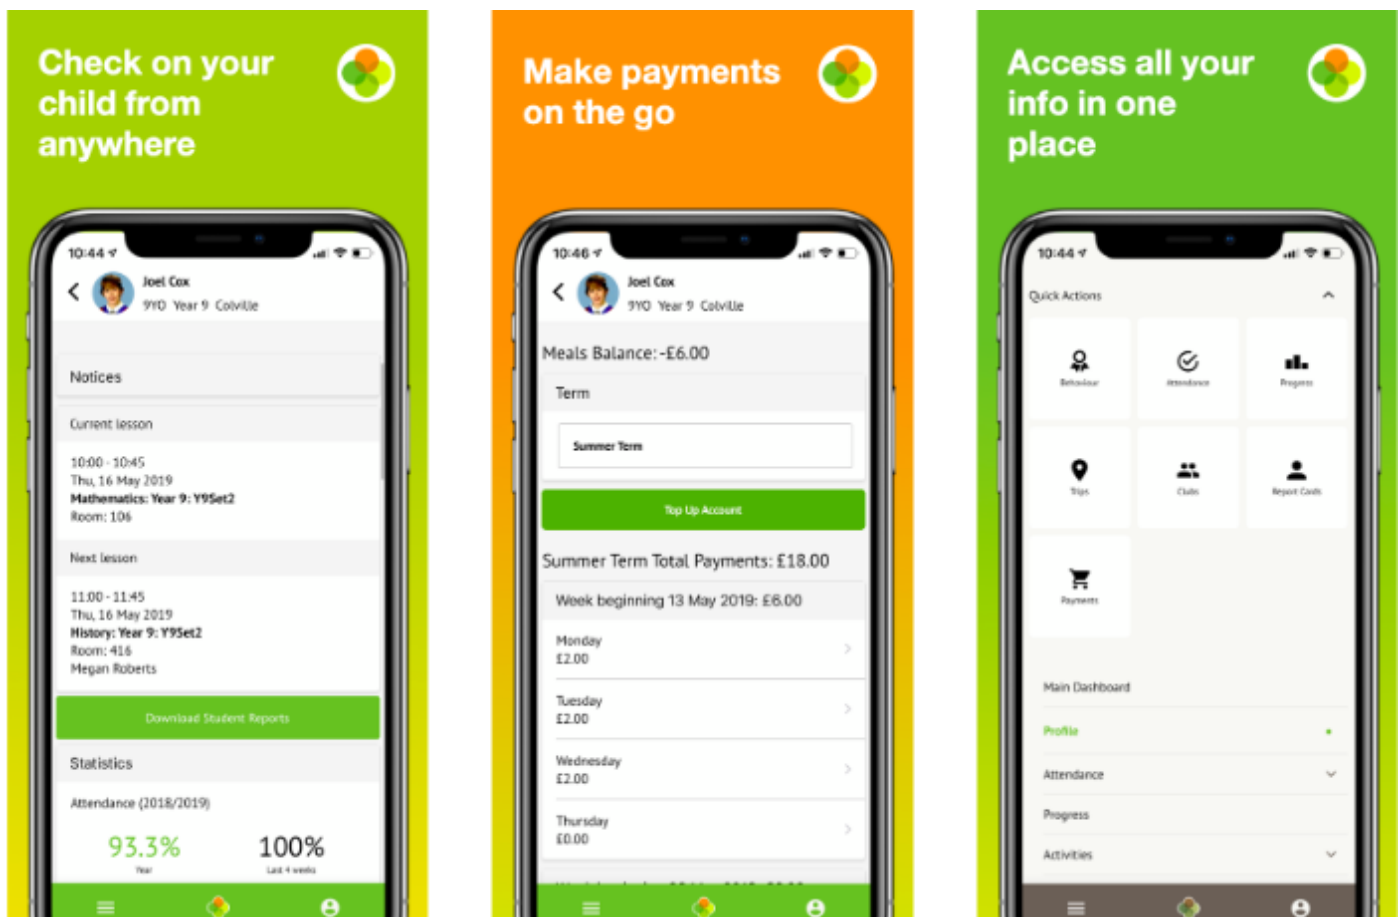 Check on your
child from
anywhere
10:44
Joel Cox
9YO Year 9 Colville
Notices
Current lesson
10:00 - 10:45
Thu, 16 May 2019
Mathematics: Year 9: Y9Set2
Room: 106
Next lesson
11:00 - 11:45
Thu, 16 May 2019
History: Year 9: Y9Set2
Room: 416
Megan Roberts
Download Student Reports
Statistics
Attendance (2018/2019)
93.3% 100%
Year Last 4 weeks
Make payments
on the go
10:46
Joel Cox
9YO Year 9 Colville
Meals Balance: -£6.00
Term
Summer Term
Top Up Account
Summer Term Total Payments: £18.00
Week beginning 13 May 2019: £6.00
Monday
£2.00
Tuesday
£2.00
Wednesday
£2.00
Thursday
£0.00
Access all your
info in one
place
10:44
Quick Actions
Behaviour Attendance Progress
Trips Clubs Report Cards
Payments
Main Dashboard
Profile
Attendance
Progress
Activities